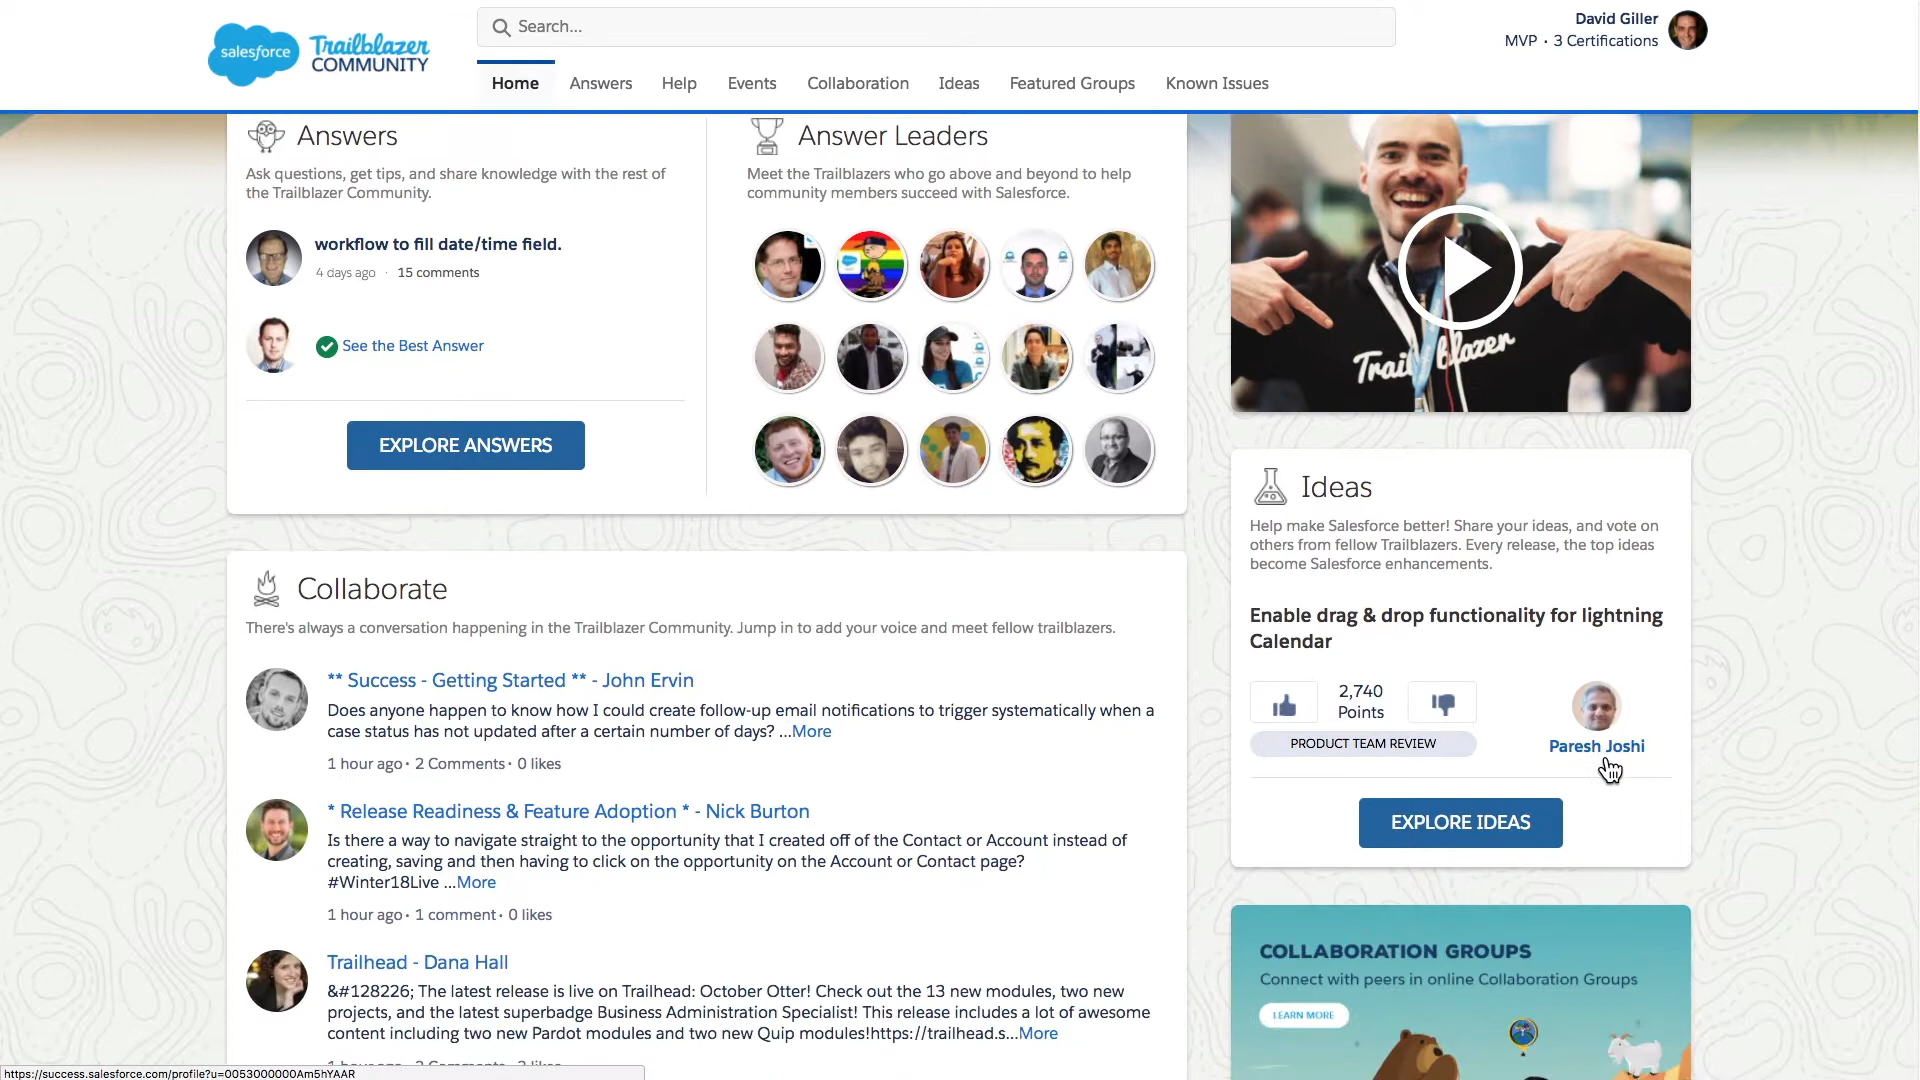 salesforce
Trailblazer
COMMUNITY
Search...
David Giller
MVP · 3 Certifications
Home
Answers
Help
Events
Collaboration
Ideas
Featured Groups
Known Issues
Answers
Ask questions, get tips, and share knowledge with the rest of
the Trailblazer Community.
workflow to fill date/time field.
4 days ago · 15 comments
See the Best Answer
EXPLORE ANSWERS
Answer Leaders
Meet the Trailblazers who go above and beyond to help
community members succeed with Salesforce.
Trailblazer
Ideas
Help make Salesforce better! Share your ideas, and vote on
others from fellow Trailblazers. Every release, the top ideas
become Salesforce enhancements.
Enable drag & drop functionality for lightning
Calendar
2,740
Points
PRODUCT TEAM REVIEW
Paresh Joshi
EXPLORE IDEAS
Collaborate
There's always a conversation happening in the Trailblazer Community. Jump in to add your voice and meet fellow trailblazers.
** Success - Getting Started ** - John Ervin
Does anyone happen to know how I could create follow-up email notifications to trigger systematically when a
case status has not updated after a certain number of days? ...More
1 hour ago · 2 Comments · 0 likes
* Release Readiness & Feature Adoption * - Nick Burton
Is there a way to navigate straight to the opportunity that I created off of the Contact or Account instead of
creating, saving and then having to click on the opportunity on the Account or Contact page?
#Winter18Live ...More
1 hour ago · 1 comment · 0 likes
Trailhead - Dana Hall
&#128226; The latest release is live on Trailhead: October Otter! Check out the 13 new modules, two new
projects, and the latest superbadge Business Administration Specialist! This release includes a lot of awesome
content including two new Pardot modules and two new Quip modules!https://trailhead.s...More
COLLABORATION GROUPS
Connect with peers in online Collaboration Groups
LEARN MORE
https://success.salesforce.com/profile?u=0053000000Am5hYAAR